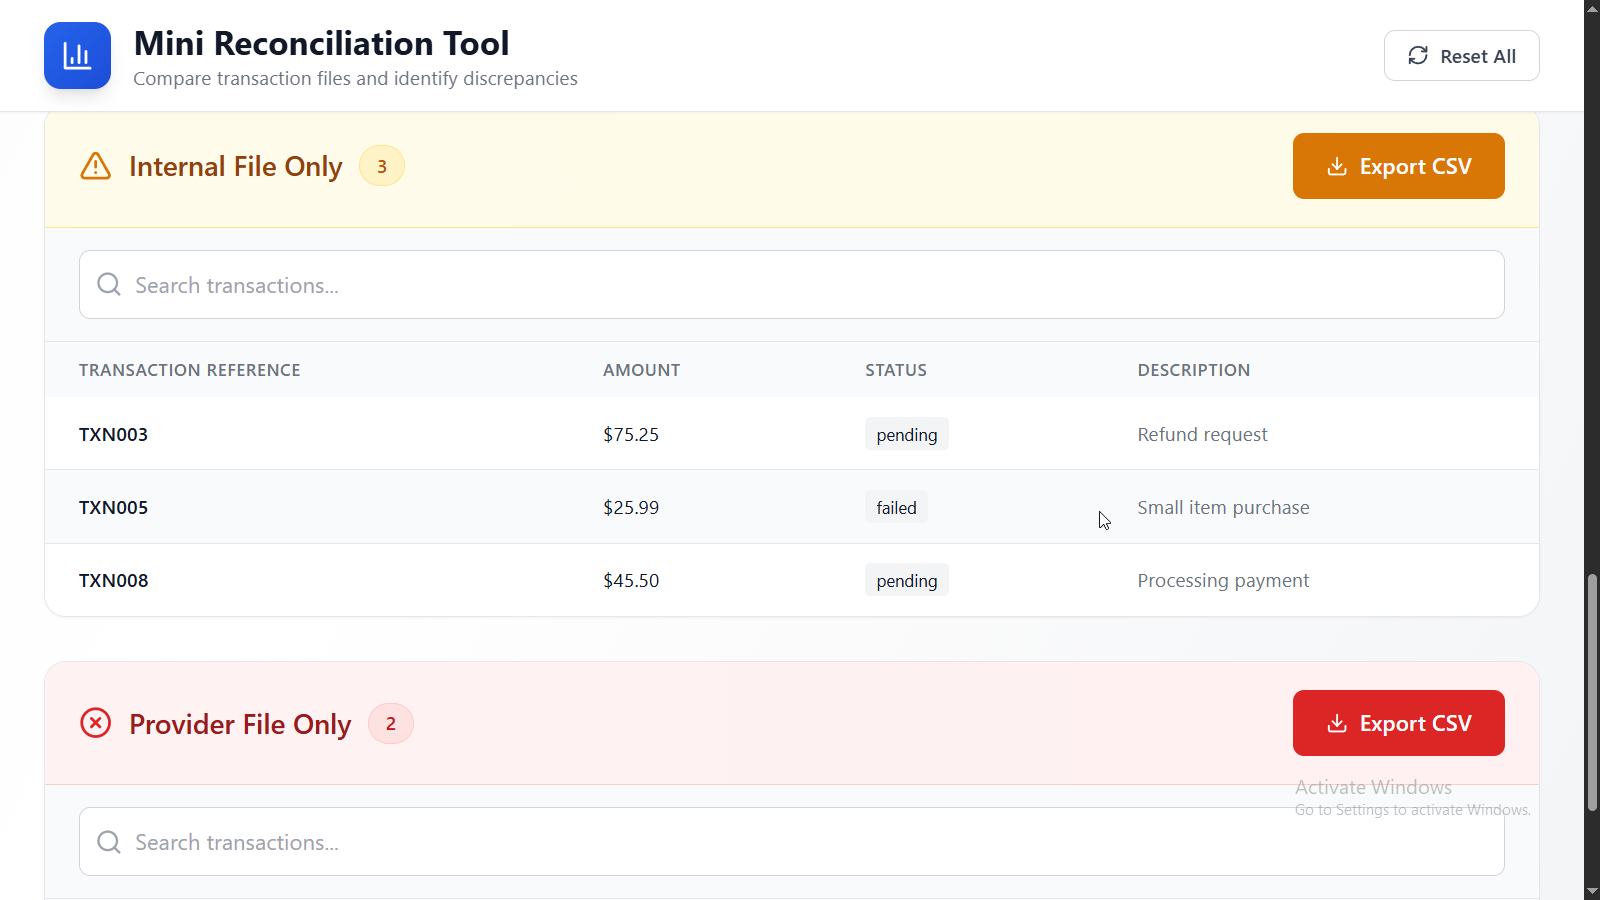 Mini Reconciliation Tool
Compare transaction files and identify discrepancies
Reset All
Internal File Only 3
Export CSV
Search transactions...
TRANSACTION REFERENCE AMOUNT STATUS DESCRIPTION
TXN003 $75.25 pending Refund request
TXN005 $25.99 failed Small item purchase
TXN008 $45.50 pending Processing payment
Provider File Only 2
Export CSV
Activate Windows
Go to Settings to activate Windows.
Search transactions...